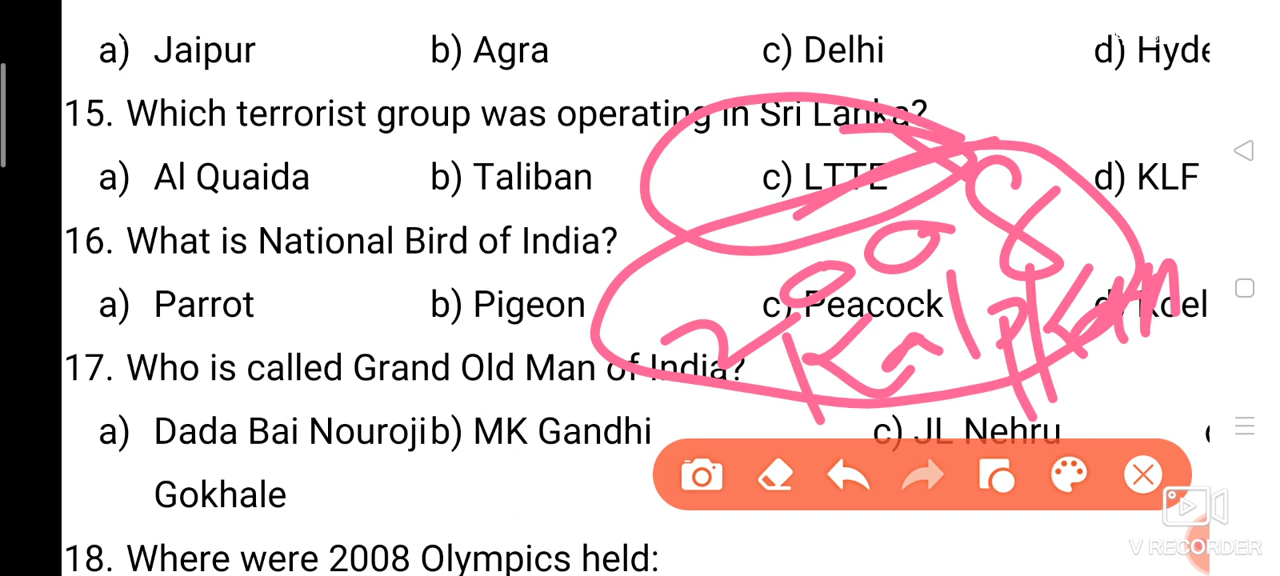 a) Jaipur b) Agra c) Delhi d) Hyde
15. Which terrorist group was operating in Sri Lanka?
a) Al Quaida b) Taliban c) LTTE d) KLF
16. What is National Bird of India?
a) Parrot b) Pigeon c) Peacock d) Koel
17. Who is called Grand Old Man of India?
a) Dada Bai Nouroji b) MK Gandhi c) JL Nehru
Gokhale
18. Where were 2008 Olympics held:
2008
V RECORDER